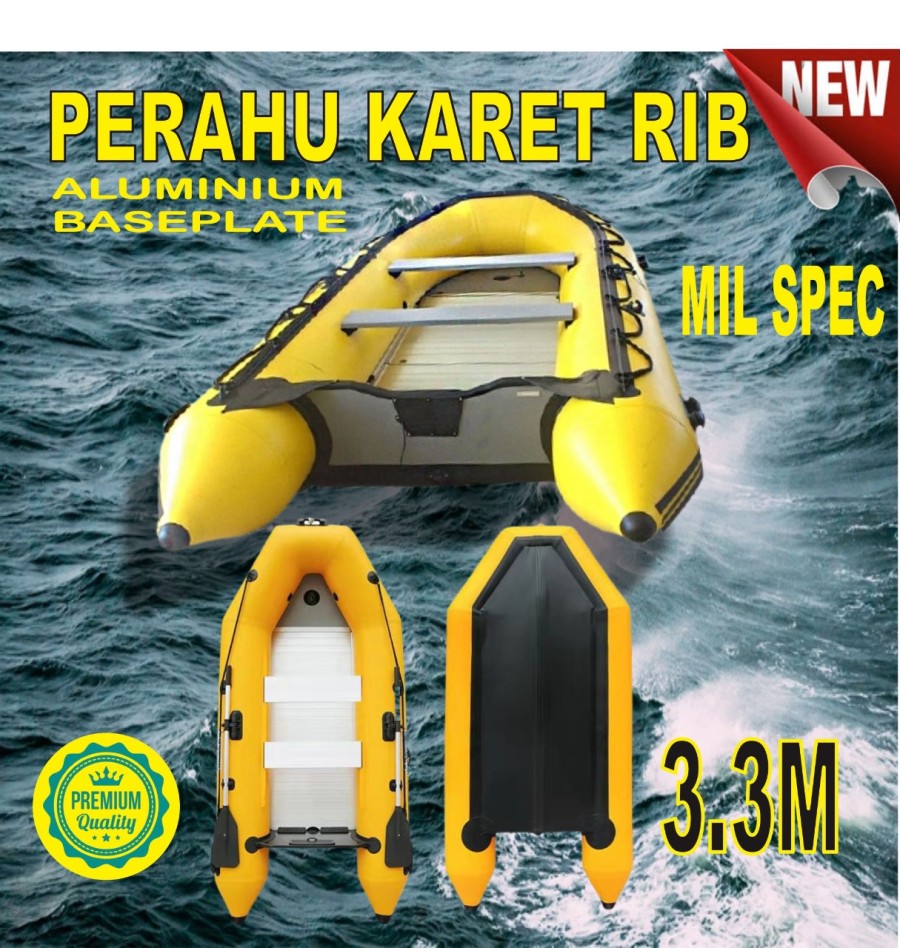 NEW
PERAHU KARET RIB
ALUMINIUM
BASEPLATE
MIL SPEC
PREMIUM
Quality
3.3M